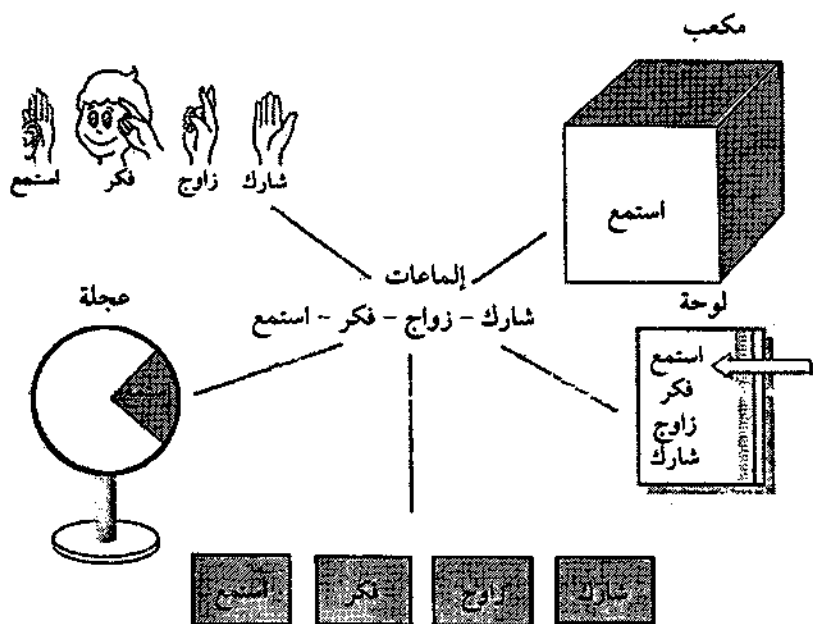 مكعب
استمع
شارك
زاوج
فكر
استمع
إلماعات
شارك - زواج - فكر - استمع
عجلة
لوحة
استمع
فكر
زاوج
شارك
شارك
زاوج
فكر
استمع